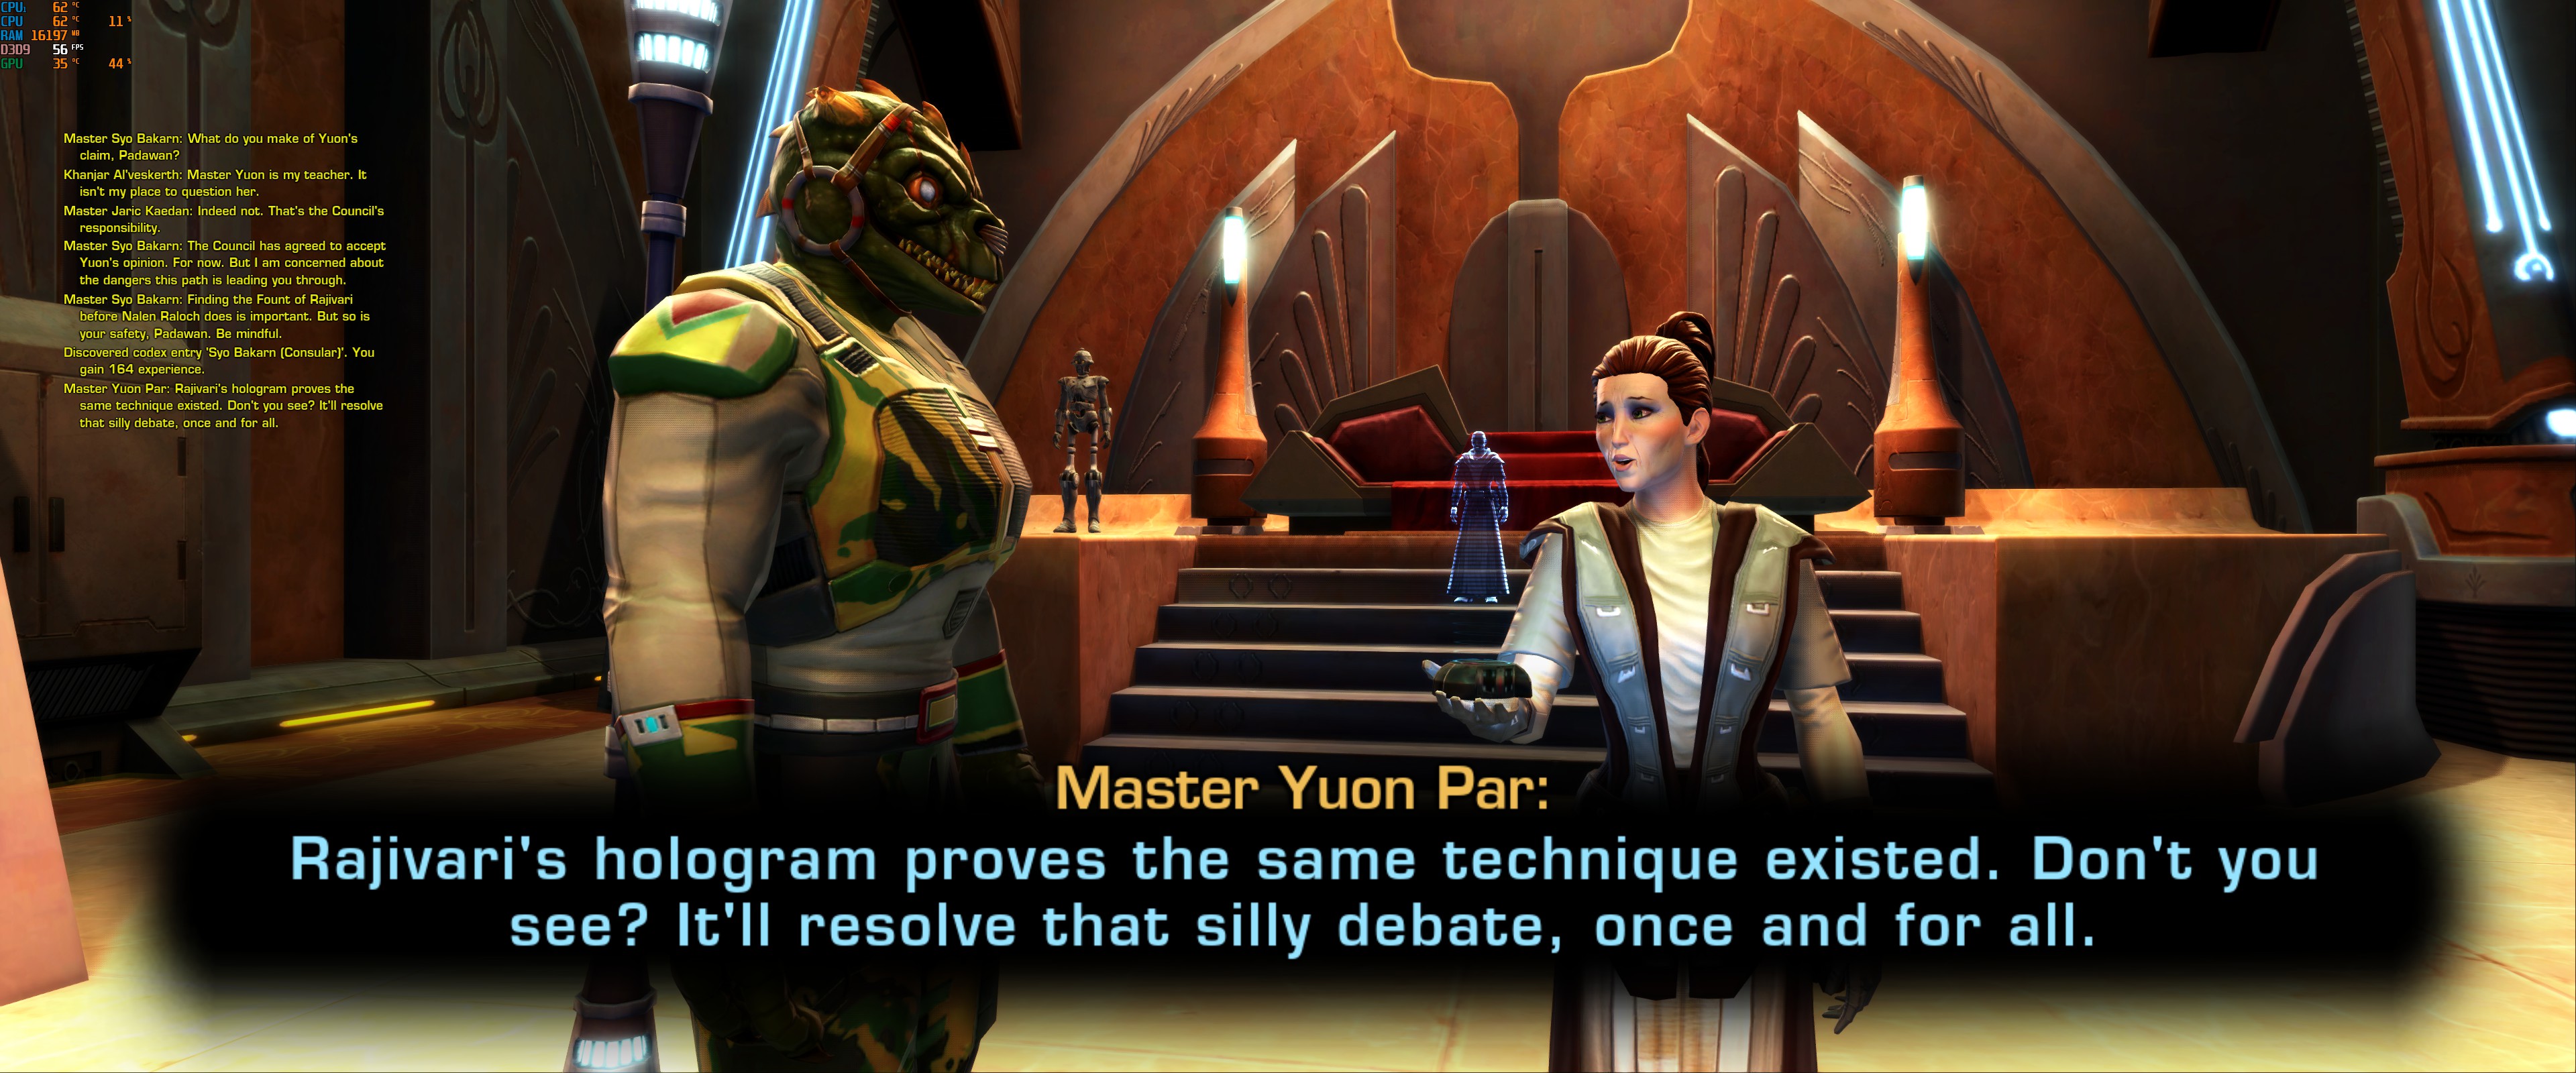 CPU₁ 62 °C
CPU 62 °C 11 %
RAM 16197 MB
D3D9 56 FPS
GPU 35 °C 44 %
Master Syo Bakarn: What do you make of Yuon's
claim, Padawan?
Khanjar Al'veskerth: Master Yuon is my teacher. It
isn't my place to question her.
Master Jaric Kaedan: Indeed not. That's the Council's
responsibility.
Master Syo Bakarn: The Council has agreed to accept
Yuon's opinion. For now. But I am concerned about
the dangers this path is leading you through.
Master Syo Bakarn: Finding the Fount of Rajivari
before Nalen Raloch does is important. But so is
your safety, Padawan. Be mindful.
Discovered codex entry 'Syo Bakarn (Consular)'. You
gain 164 experience.
Master Yuon Par: Rajivari's hologram proves the
same technique existed. Don't you see? It'll resolve
that silly debate, once and for all.
Master Yuon Par:
Rajivari's hologram proves the same technique existed. Don't you
see? It'll resolve that silly debate, once and for all.